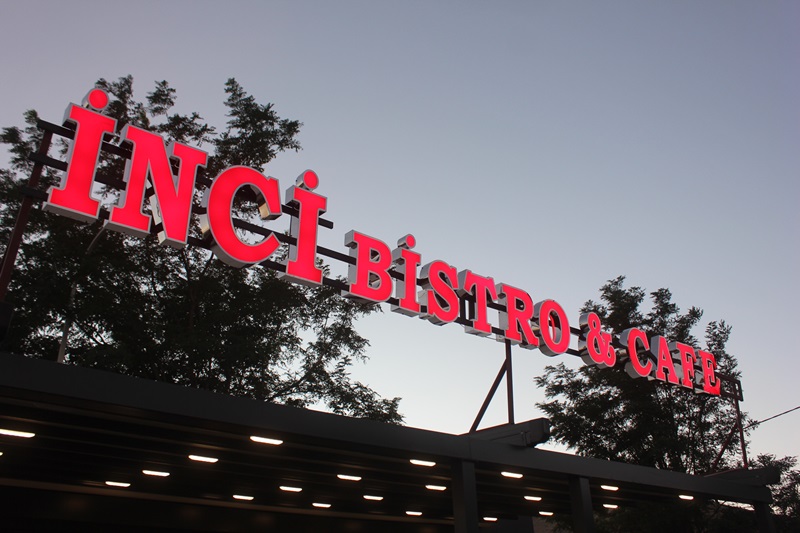 İNCİ BİSTRO & CAFE